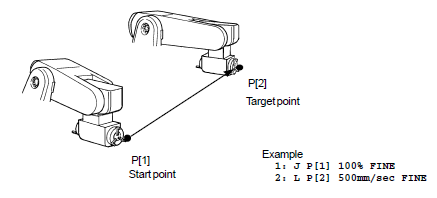 P[2]
Target point
P[1]
Start point
Example
1: J P[1] 100% FINE
2: L P[2] 500mm/sec FINE